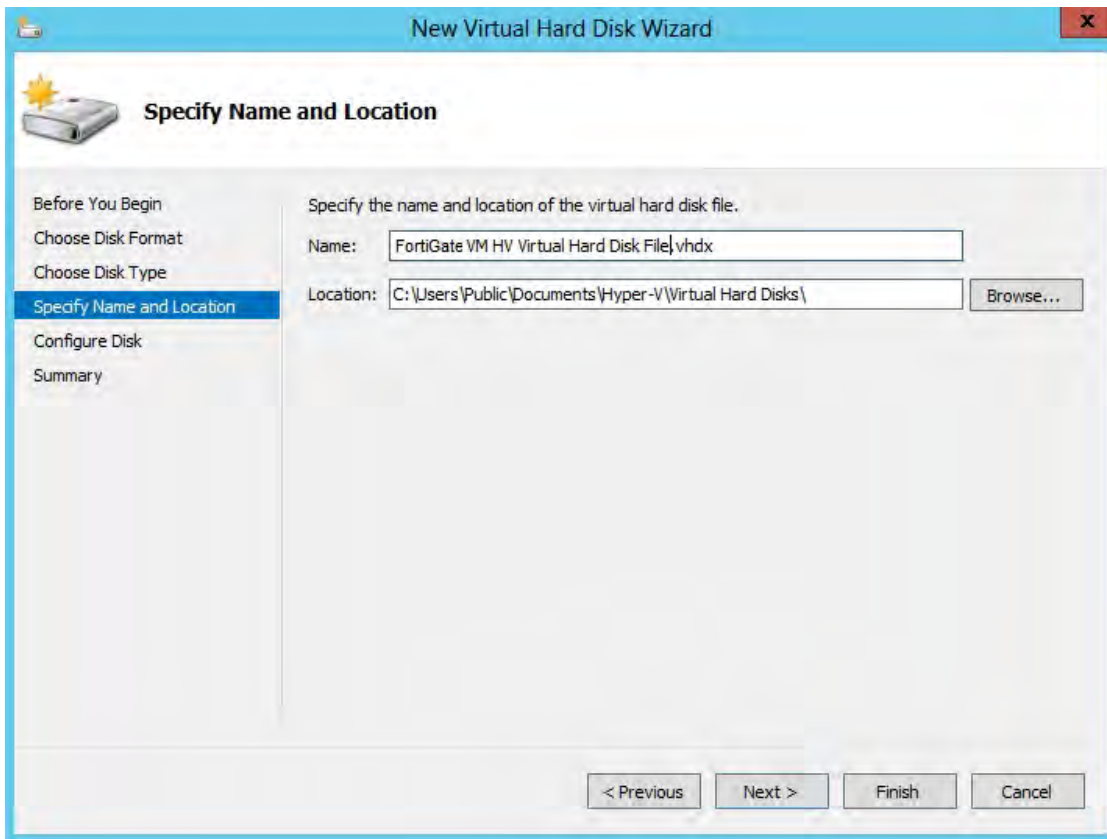 New Virtual Hard Disk Wizard
x
Specify Name and Location
Before You Begin
Choose Disk Format
Choose Disk Type
Specify Name and Location
Configure Disk
Summary
Specify the name and location of the virtual hard disk file.
Name: FortiGate VM HV Virtual Hard Disk File.vhdx
Location: C:\Users\Public\Documents\Hyper-V\Virtual Hard Disks\ Browse...
< Previous Next > Finish Cancel